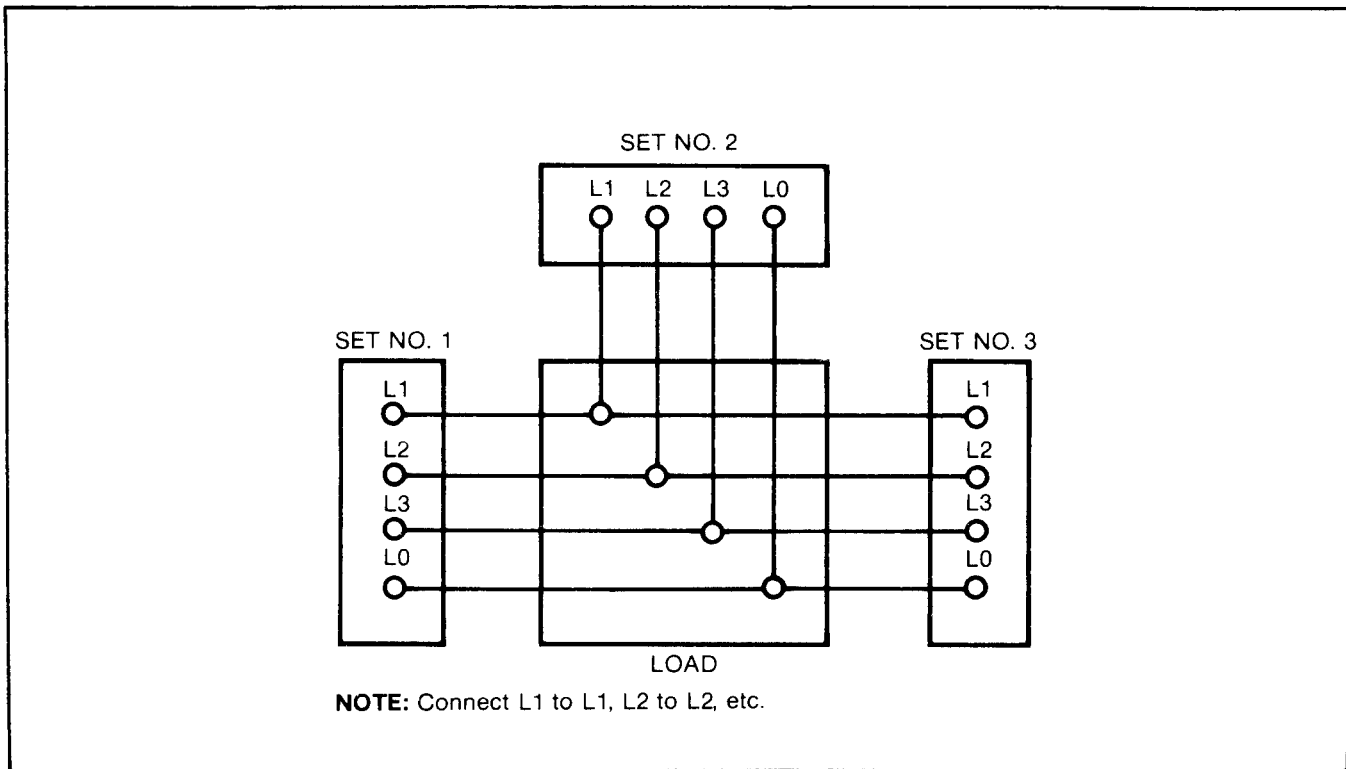 SET NO. 2
L1 L2 L3 L0
SET NO. 1
L1
L2
L3
L0
SET NO. 3
L1
L2
L3
L0
LOAD
NOTE: Connect L1 to L1, L2 to L2, etc.